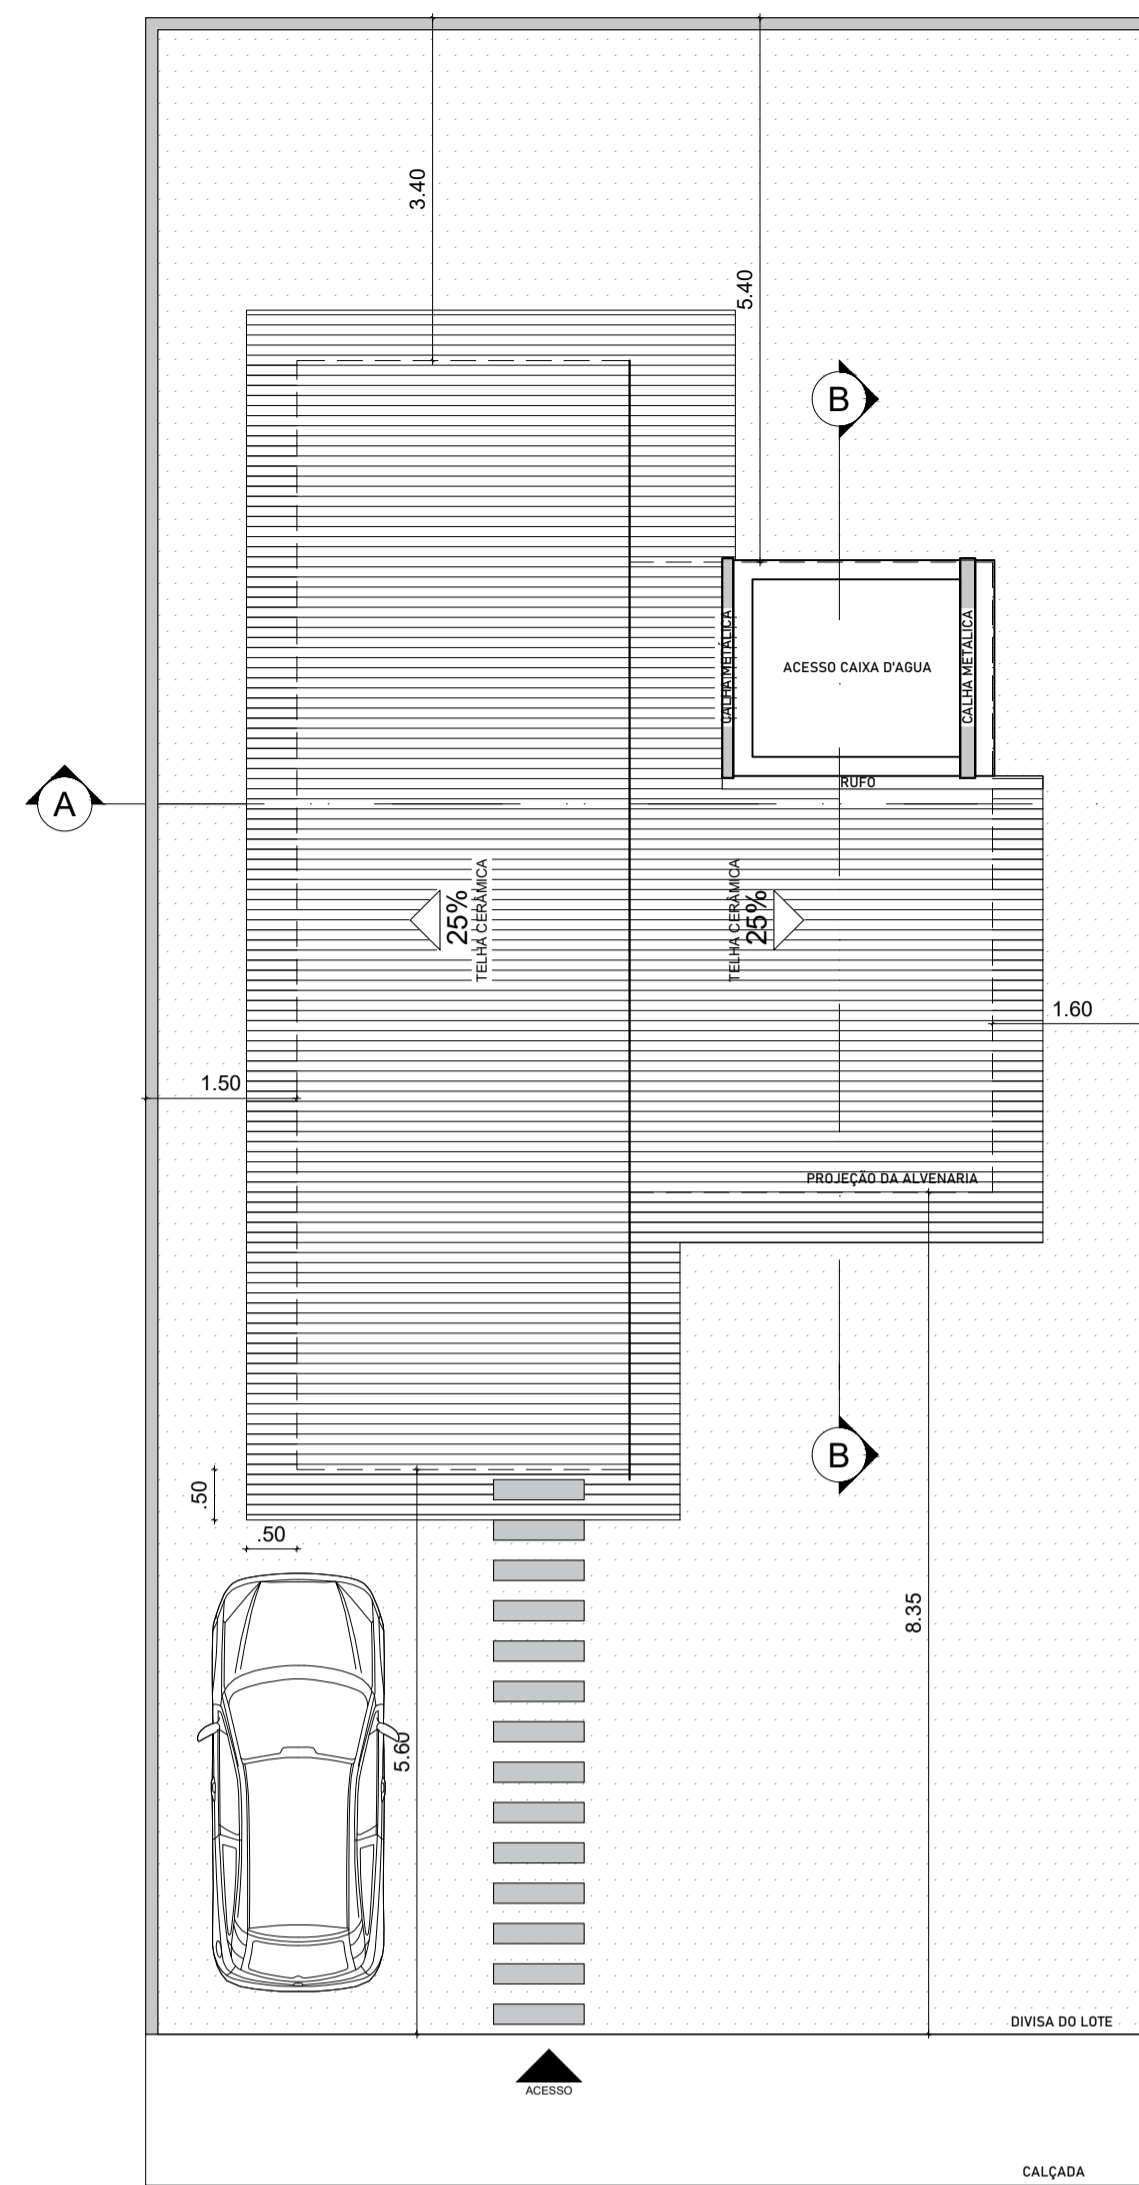 3.40
5.40
B
CALHA METÁLICA
ACESSO CAIXA D'AGUA
CALHA METALICA
RUFO
A
25%
TELHA CERÂMICA
TELHA CERÂMICA
25%
1.60
1.50
PROJEÇÃO DA ALVENARIA
B
.50
.50
8.35
5.60
DIVISA DO LOTE
ACESSO
CALÇADA